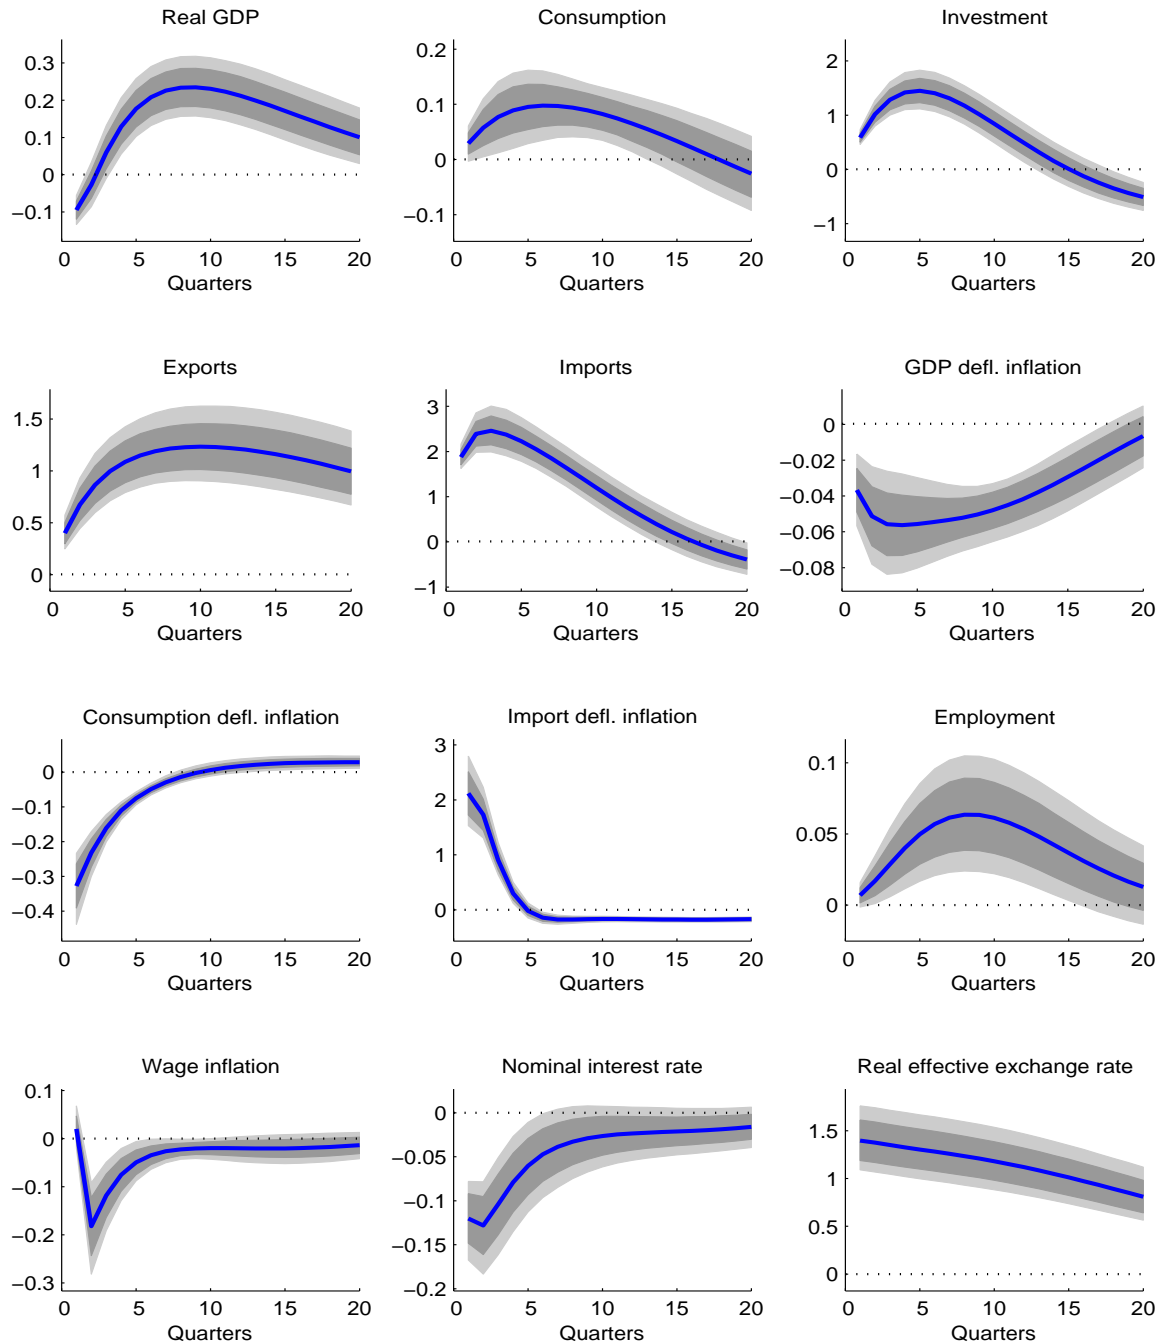 Real GDP
0.3
0.2
0.1
0
−0.1
0 5 10 15 20
Quarters
Consumption
0.2
0.1
0
−0.1
0 5 10 15 20
Quarters
Investment
2
1
0
−1
0 5 10 15 20
Quarters
Exports
1.5
1
0.5
0
0 5 10 15 20
Quarters
Imports
3
2
1
0
−1
0 5 10 15 20
Quarters
GDP defl. inflation
0
−0.02
−0.04
−0.06
−0.08
0 5 10 15 20
Quarters
Consumption defl. inflation
0
−0.1
−0.2
−0.3
−0.4
0 5 10 15 20
Quarters
Import defl. inflation
3
2
1
0
0 5 10 15 20
Quarters
Employment
0.1
0.05
0
0 5 10 15 20
Quarters
Wage inflation
0.1
0
−0.1
−0.2
−0.3
0 5 10 15 20
Quarters
Nominal interest rate
0
−0.05
−0.1
−0.15
−0.2
0 5 10 15 20
Quarters
Real effective exchange rate
1.5
1
0.5
0
0 5 10 15 20
Quarters